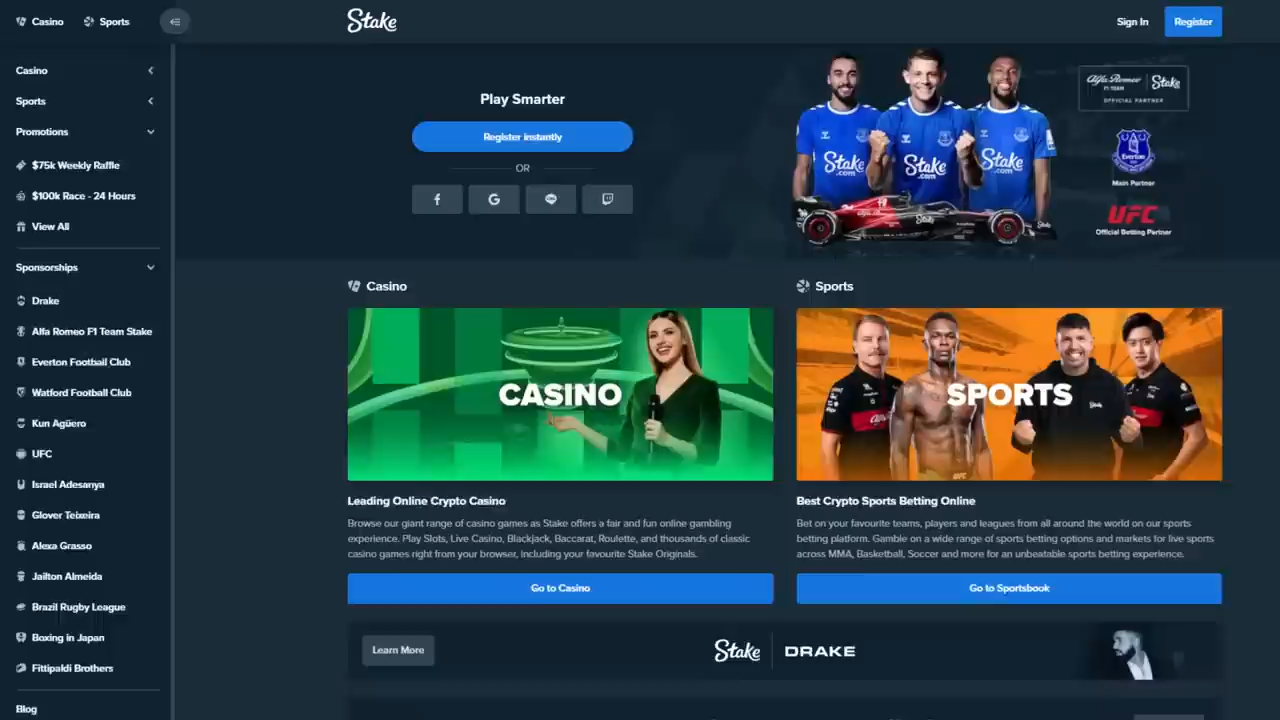 Casino
Sports
Stake
Sign In
Register
Casino
Sports
Promotions
$75k Weekly Raffle
$100k Race - 24 Hours
View All
Sponsorships
Drake
Alfa Romeo F1 Team Stake
Everton Football Club
Watford Football Club
Kun Agüero
UFC
Israel Adesanya
Glover Teixeira
Alexa Grasso
Jailton Almeida
Brazil Rugby League
Boxing in Japan
Fittipaldi Brothers
Blog
Play Smarter
Register Instantly
OR
Stake
.com
Stake
.com
Stake
.com
Stake
Alfa Romeo
F1 TEAM
Stake
OFFICIAL PARTNER
Everton
Main Partner
UFC
Official Betting Partner
Casino
CASINO
Leading Online Crypto Casino
Browse our giant range of casino games as Stake offers a fair and fun online gambling
experience. Play Slots, Live Casino, Blackjack, Baccarat, Roulette, and thousands of classic
casino games right from your browser, including your favourite Stake Originals.
Go to Casino
Sports
SPORTS
Stake
UFC
Best Crypto Sports Betting Online
Bet on your favourite teams, players and leagues from all around the world on our sports
betting platform. Gamble on a wide range of sports betting options and markets for live sports
across MMA, Basketball, Soccer and more for an unbeatable sports betting experience.
Go to Sportsbook
Learn More
Stake
DRAKE